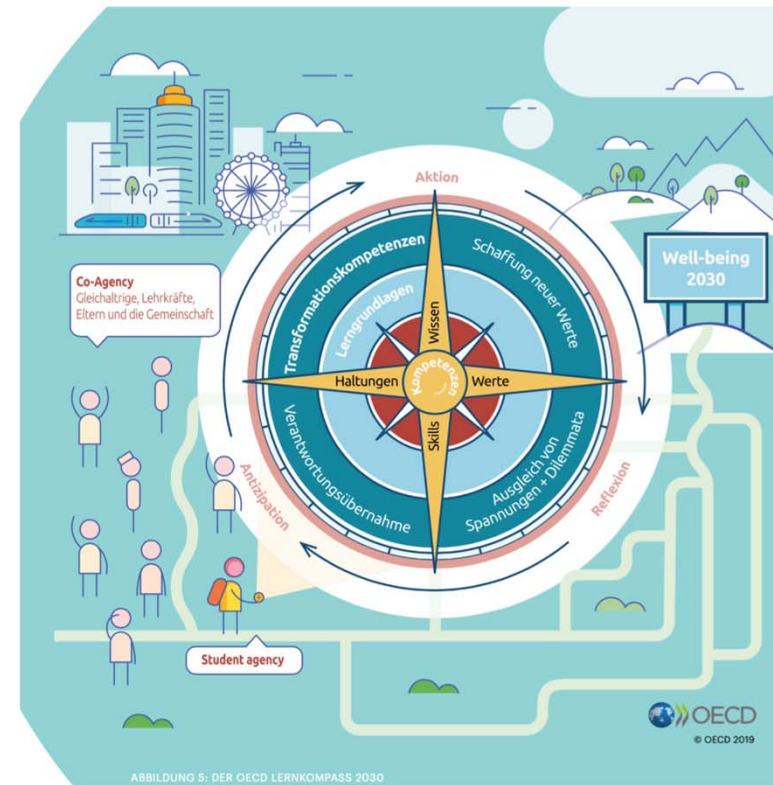 Aktion
Transformationskompetenzen
Schaffung neuer Werte
Well-being
2030
Co-Agency
Gleichaltrige, Lehrkräfte,
Eltern und die Gemeinschaft
Lerngrundlagen
Wissen
Haltungen
Kompetenzen
Werte
Skills
Verantwortungsübernahme
Ausgleich von
Spannungen + Dilemmata
Antizipation
Reflexion
Student agency
OECD
© OECD 2019
ABBILDUNG 5: DER OECD LERNKOMPASS 2030